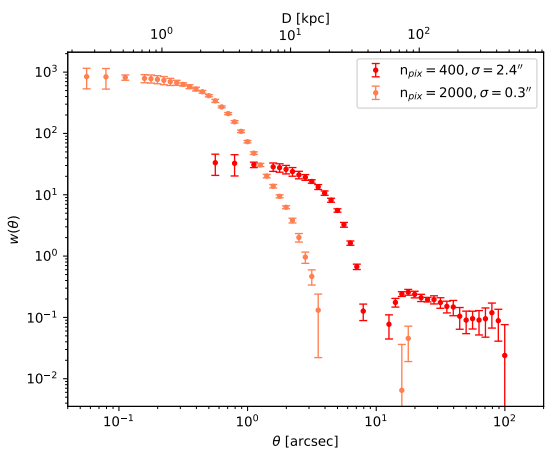 D [kpc]
10⁰ 10¹ 10²
n_pix = 400, σ = 2.4″
n_pix = 2000, σ = 0.3″
10³
10²
10¹
10⁰
10⁻¹
10⁻²
w(θ)
10⁻¹ 10⁰ 10¹ 10²
θ [arcsec]